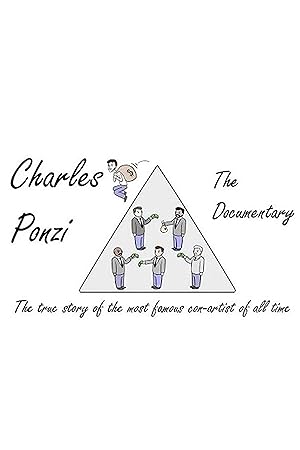 Charles Ponzi
The Documentary
$
The true story of the most famous con-artist of all time